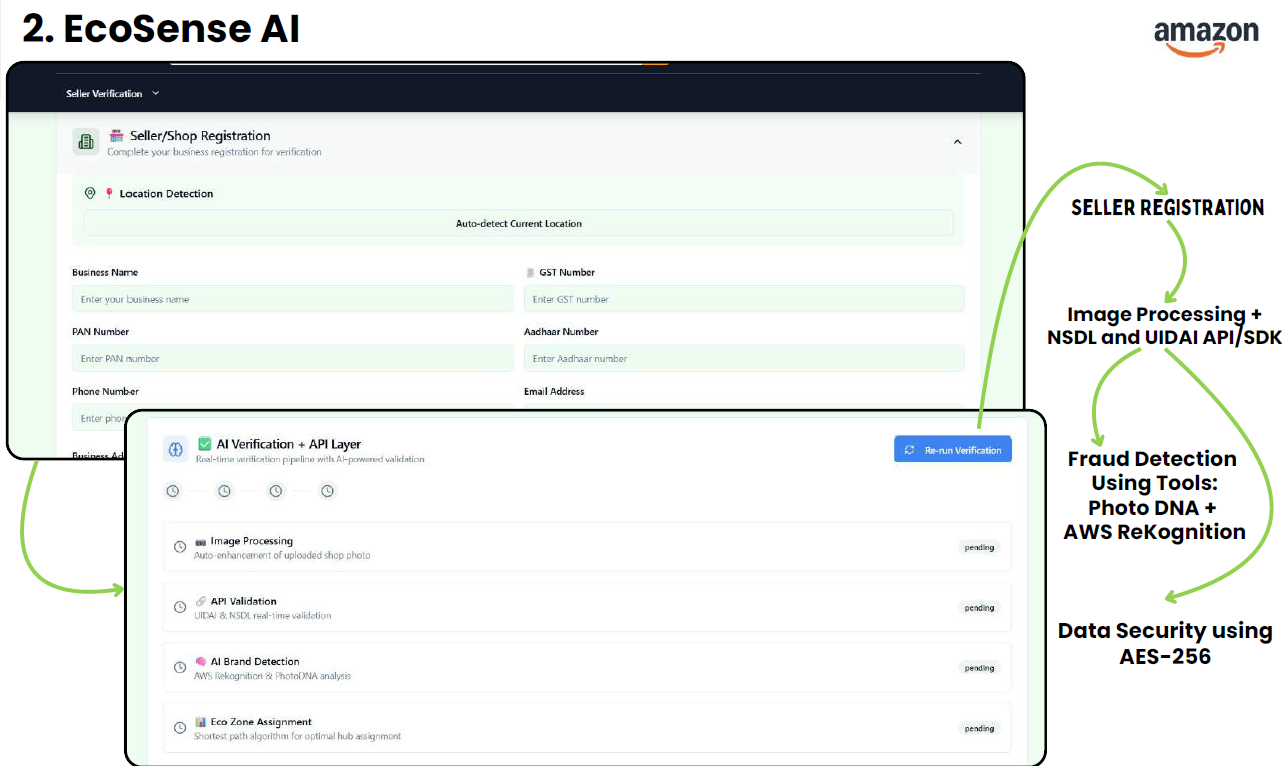 2. EcoSense AI
amazon
Seller Verification
Seller/Shop Registration
Complete your business registration for verification
Location Detection
Auto-detect Current Location
Business Name
GST Number
Enter your business name
Enter GST number
PAN Number
Aadhaar Number
Enter PAN number
Enter Aadhaar number
Phone Number
Email Address
Enter phon
Business Ad
AI Verification + API Layer
Real-time verification pipeline with AI-powered validation
Re-run Verification
Image Processing
Auto-enhancement of uploaded shop photo
pending
API Validation
UIDAI & NSDL real-time validation
pending
AI Brand Detection
AWS Rekognition & PhotoDNA analysis
pending
Eco Zone Assignment
Shortest path algorithm for optimal hub assignment
pending
SELLER REGISTRATION
Image Processing +
NSDL and UIDAI API/SDK
Fraud Detection
Using Tools:
Photo DNA +
AWS ReKognition
Data Security using
AES-256